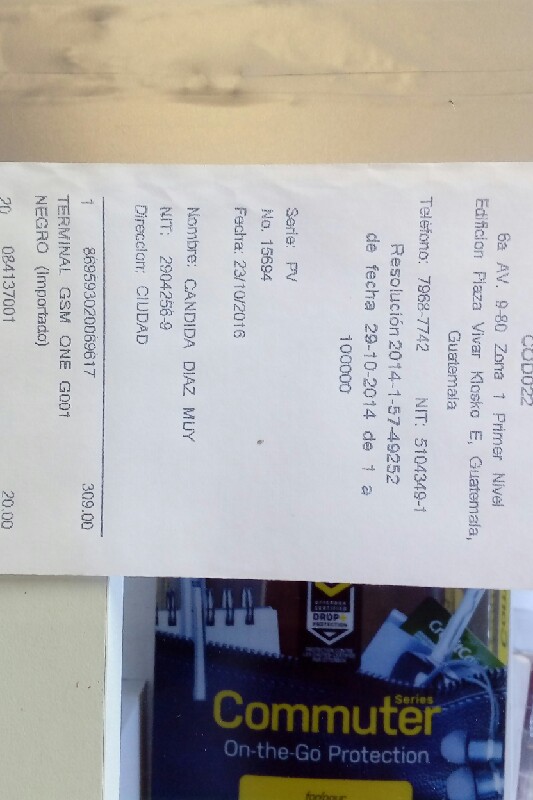 COD022
6a AV. 9-80 Zona 1 Primer Nivel
Edificion Plaza Vivar Kiosko E, Guatemala,
Guatemala
Teléfono: 7968-7742 NIT: 5104349-1
Resolución 2014-1-57-49252
de fecha 29-10-2014 de 1 a
100000
Serie: PV
No. 15694
Fecha: 23/10/2016
Nombre: CANDIDA DIAZ MUY
NIT: 2904256-9
Direccion: CIUDAD
1 869593020069617 309.00
TERMINAL GSM ONE G001
NEGRO (Importado)
20 084137001 20.00
DROP+
PROTECTION
Commuter
Series
On-the-Go Protection